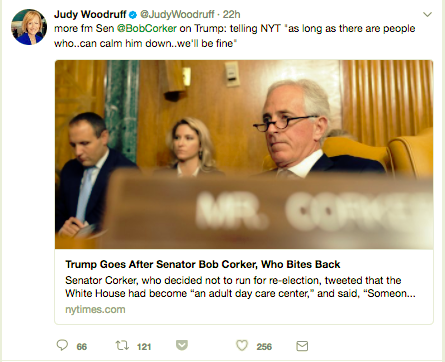 Judy Woodruff @JudyWoodruff · 22h
more fm Sen @BobCorker on Trump: telling NYT "as long as there are people
who..can calm him down..we'll be fine"
MR. CORKER
Trump Goes After Senator Bob Corker, Who Bites Back
Senator Corker, who decided not to run for re-election, tweeted that the
White House had become “an adult day care center,” and said, “Someon...
nytimes.com
66 121 256